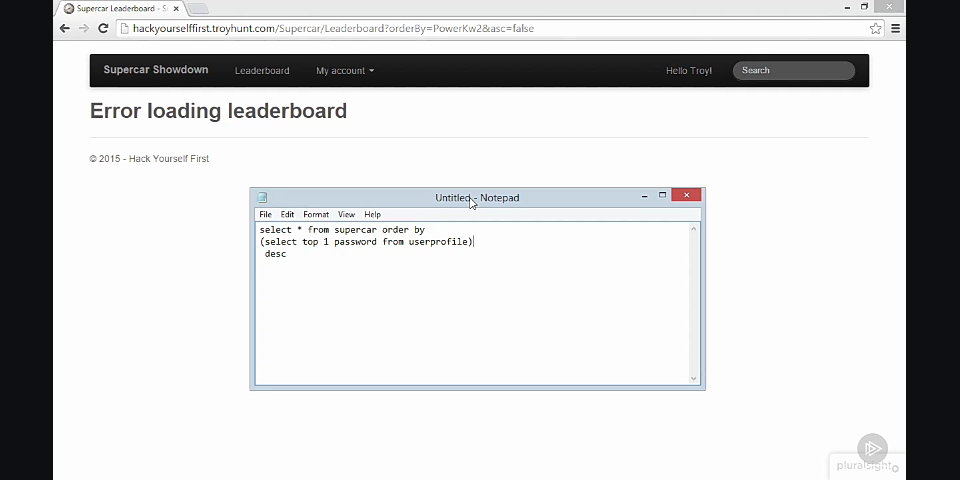 Supercar Leaderboard - S
hackyourselffirst.troyhunt.com/Supercar/Leaderboard?orderBy=PowerKw2&asc=false
Supercar Showdown Leaderboard My account Hello Troy! Search
Error loading leaderboard
© 2015 - Hack Yourself First
Untitled - Notepad
File Edit Format View Help
select * from supercar order by
(select top 1 password from userprofile)
desc
pluralsight